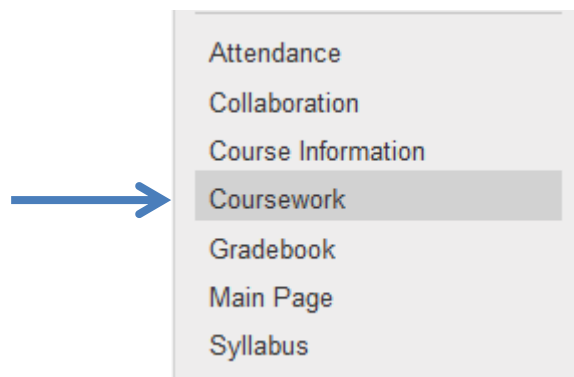 Attendance
Collaboration
Course Information
Coursework
Gradebook
Main Page
Syllabus